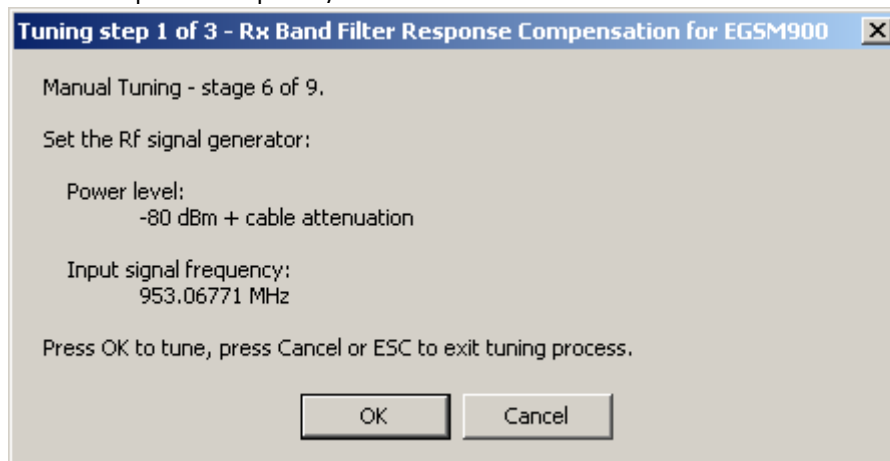 Tuning step 1 of 3 - Rx Band Filter Response Compensation for EGSM900
Manual Tuning - stage 6 of 9.
Set the Rf signal generator:
Power level:
-80 dBm + cable attenuation
Input signal frequency:
953.06771 MHz
Press OK to tune, press Cancel or ESC to exit tuning process.
OK
Cancel